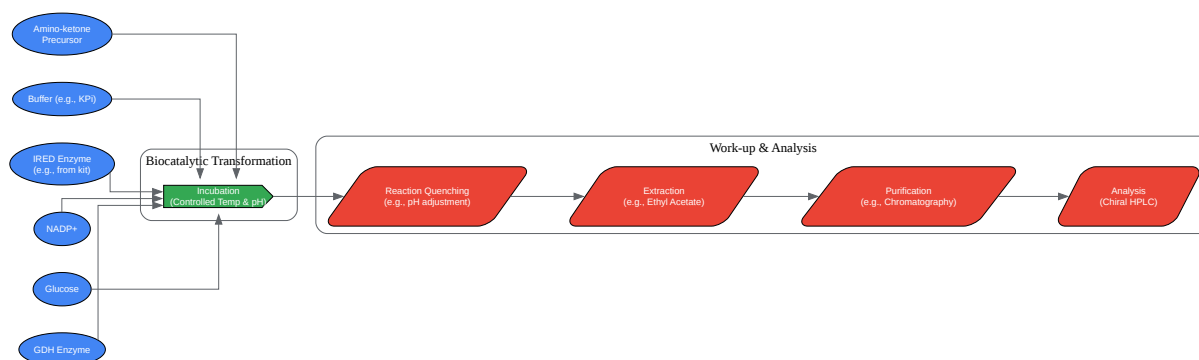 Amino-ketone
Precursor
Buffer (e.g., KPi)
IRED Enzyme
(e.g., from kit)
NADP+
Glucose
GDH Enzyme
Biocatalytic Transformation
Incubation
(Controlled Temp & pH)
Work-up & Analysis
Reaction Quenching
(e.g., pH adjustment)
Extraction
(e.g., Ethyl Acetate)
Purification
(e.g., Chromatography)
Analysis
(Chiral HPLC)